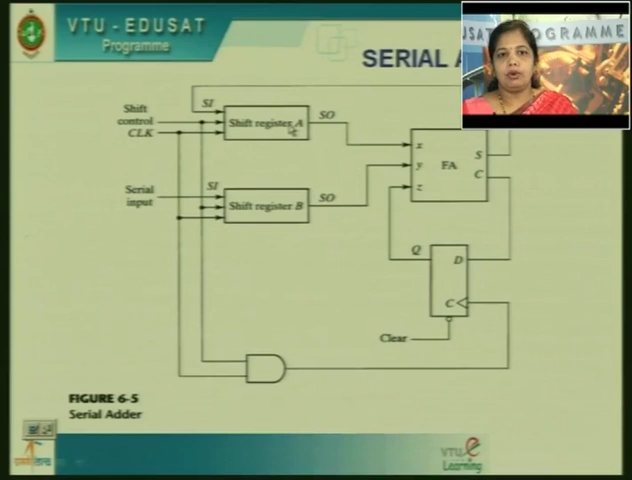 VTU - EDUSAT
Programme
SERIAL A
USAT PROGRAMME
Shift
control
CLK
SI
Shift register A
SO
x
y
z
FA
S
C
Serial
input
SI
Shift register B
SO
Q
D
C
Clear
FIGURE 6-5
Serial Adder
VTU e
Learning